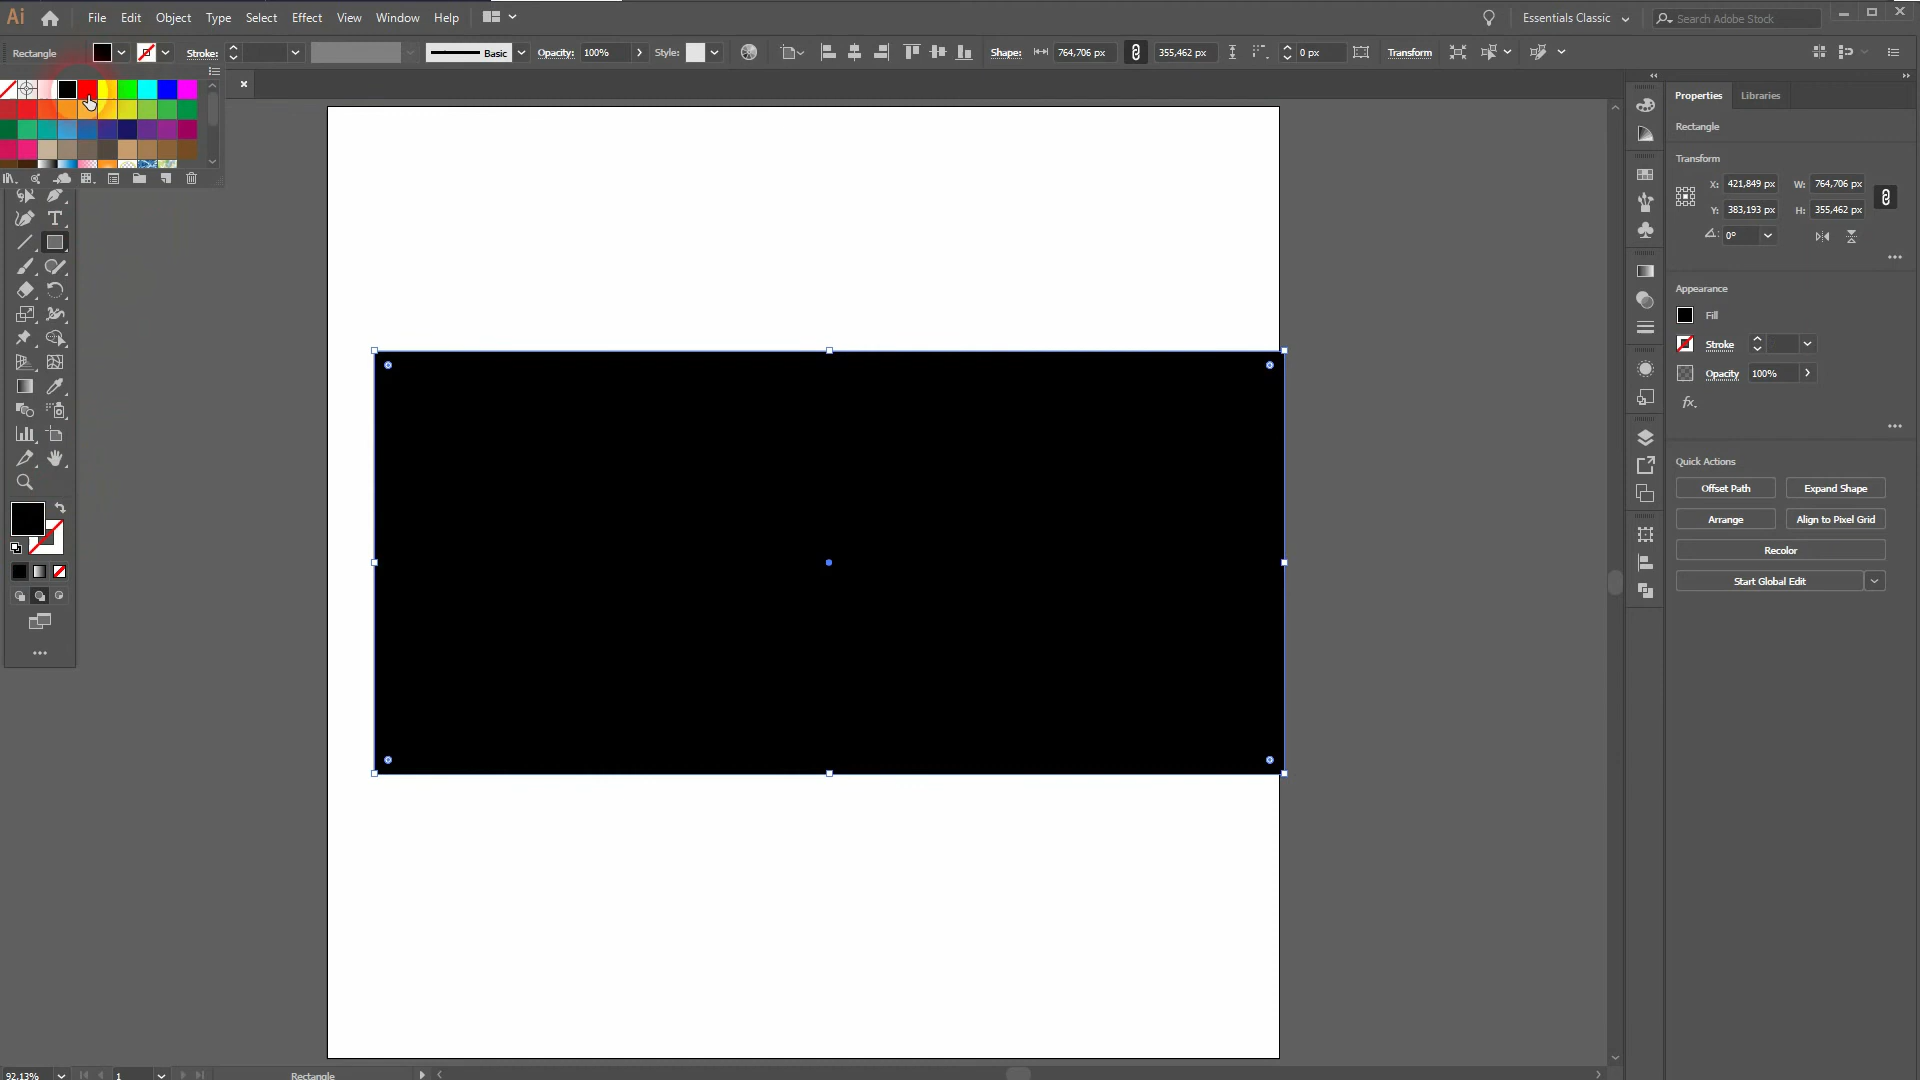 Ai File Edit Object Type Select Effect View Window Help Essentials Classic Search Adobe Stock
Rectangle Stroke: Basic Opacity: 100% Style: Shape: 764,706 px 355,462 px 0 px Transform
Properties Libraries
Rectangle
Transform
X: 421,849 px W: 764,706 px
Y: 383,193 px H: 355,462 px
0°
Appearance
Fill
Stroke
Opacity 100%
fx.
Quick Actions
Offset Path Expand Shape
Arrange Align to Pixel Grid
Recolor
Start Global Edit
92,13% 1 Rectangle